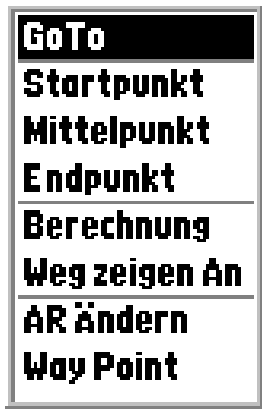 GoTo
Startpunkt
Mittelpunkt
Endpunkt
Berechnung
Weg zeigen An
AR Ändern
Way Point